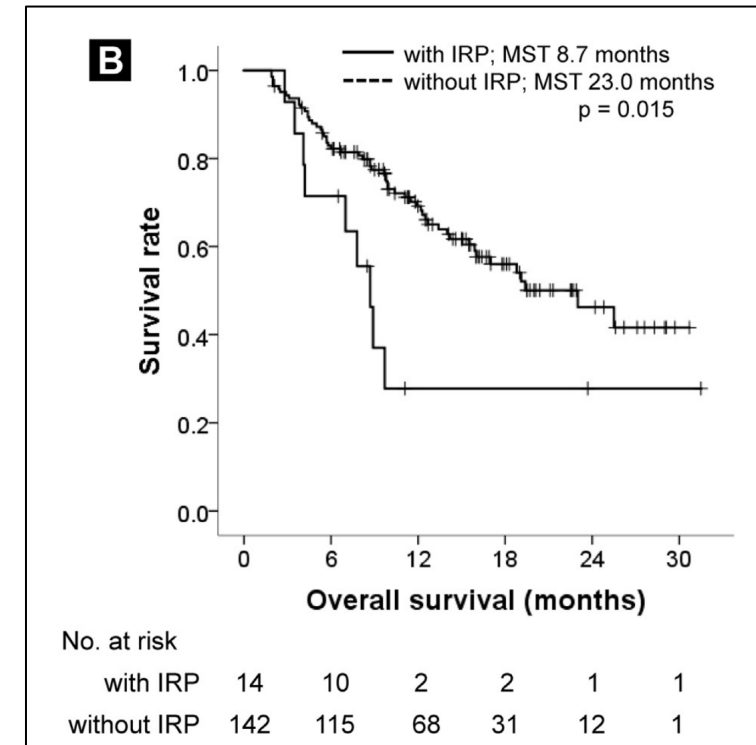 B
with IRP; MST 8.7 months
without IRP; MST 23.0 months
p = 0.015
Survival rate
1.0
0.8
0.6
0.4
0.2
0.0
0 6 12 18 24 30
Overall survival (months)
No. at risk
with IRP 14 10 2 2 1 1
without IRP 142 115 68 31 12 1